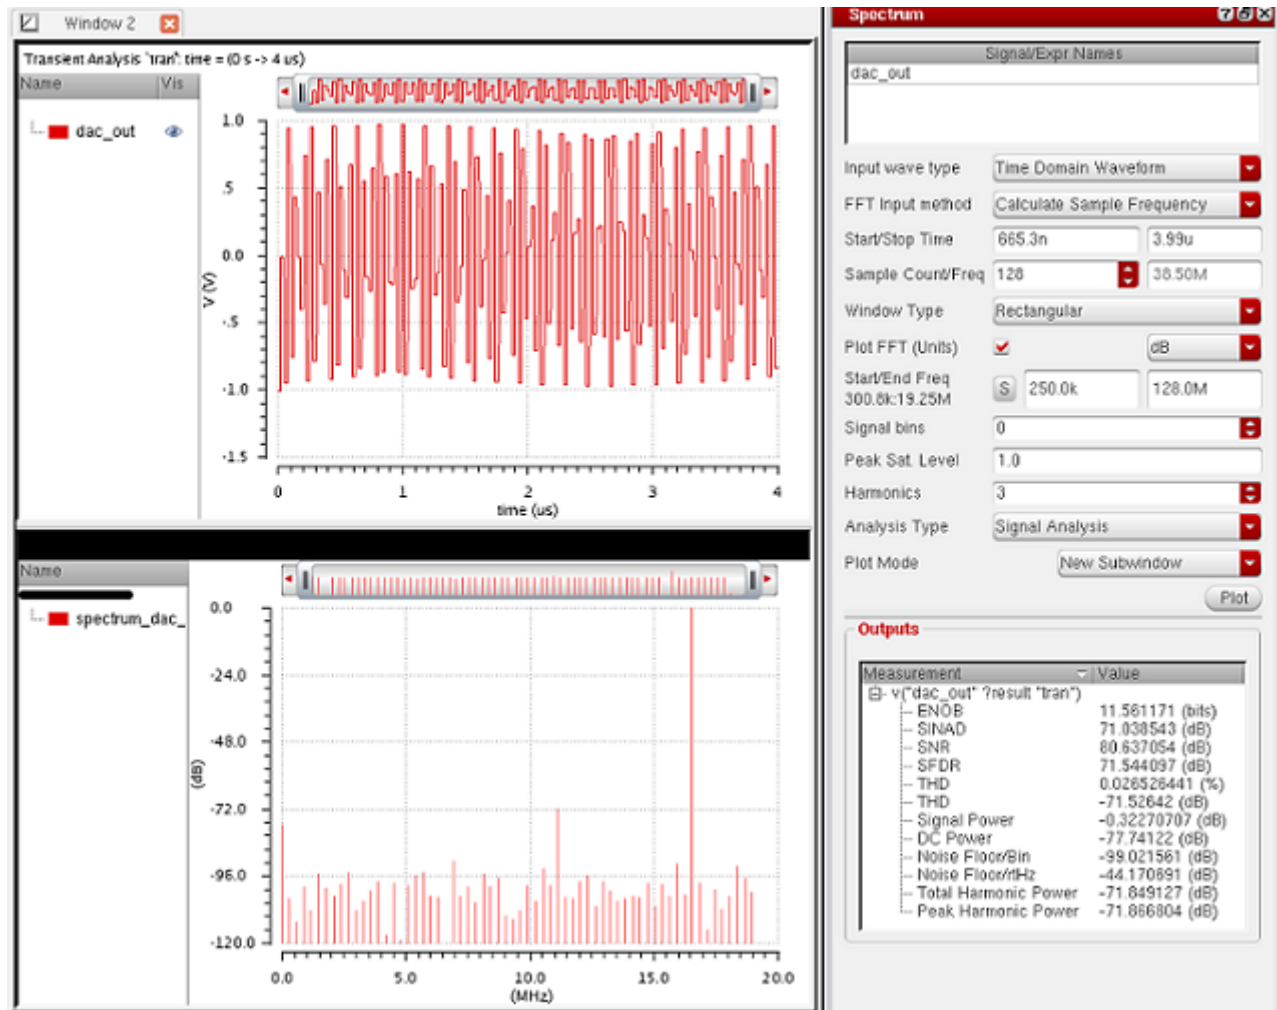 Window 2
Transient Analysis `tran`: time = (0 s -> 4 us)
Name Vis
dac_out
1.0
.5
0.0
-.5
-1.0
-1.5
V (V)
0 1 2 3 4
time (us)
Name
spectrum_dac_
0.0
-24.0
-48.0
-72.0
-96.0
-120.0
(dB)
0.0 5.0 10.0 15.0 20.0
(MHz)
Spectrum
Signal/Expr Names
dac_out
Input wave type Time Domain Waveform
FFT Input method Calculate Sample Frequency
Start/Stop Time 665.3n 3.99u
Sample Count/Freq 128 38.50M
Window Type Rectangular
Plot FFT (Units) dB
Start/End Freq
300.8k:19.25M S 250.0k 128.0M
Signal bins 0
Peak Sat. Level 1.0
Harmonics 3
Analysis Type Signal Analysis
Plot Mode New Subwindow
Plot
Outputs
Measurement Value
v("dac_out" ?result "tran")
ENOB 11.561171 (bits)
SINAD 71.038543 (dB)
SNR 80.637054 (dB)
SFDR 71.544097 (dB)
THD 0.026526441 (%)
THD -71.52642 (dB)
Signal Power -0.32270707 (dB)
DC Power -77.74122 (dB)
Noise Floor/Bin -99.021561 (dB)
Noise Floor/rtHz -44.170691 (dB)
Total Harmonic Power -71.849127 (dB)
Peak Harmonic Power -71.866804 (dB)